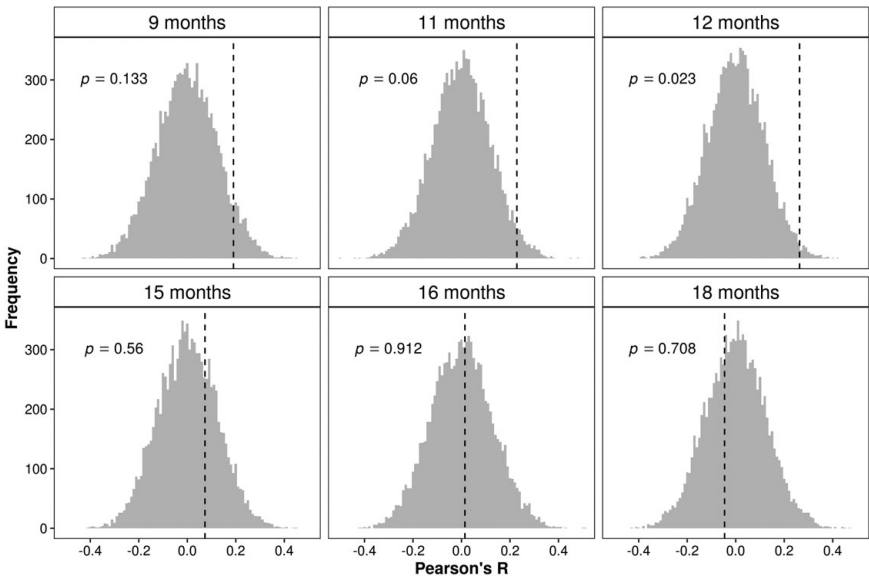 9 months
11 months
12 months
p = 0.133
p = 0.06
p = 0.023
300
200
100
0
15 months
16 months
18 months
p = 0.56
p = 0.912
p = 0.708
300
200
100
0
-0.4 -0.2 0.0 0.2 0.4
-0.4 -0.2 0.0 0.2 0.4
-0.4 -0.2 0.0 0.2 0.4
Frequency
Pearson's R